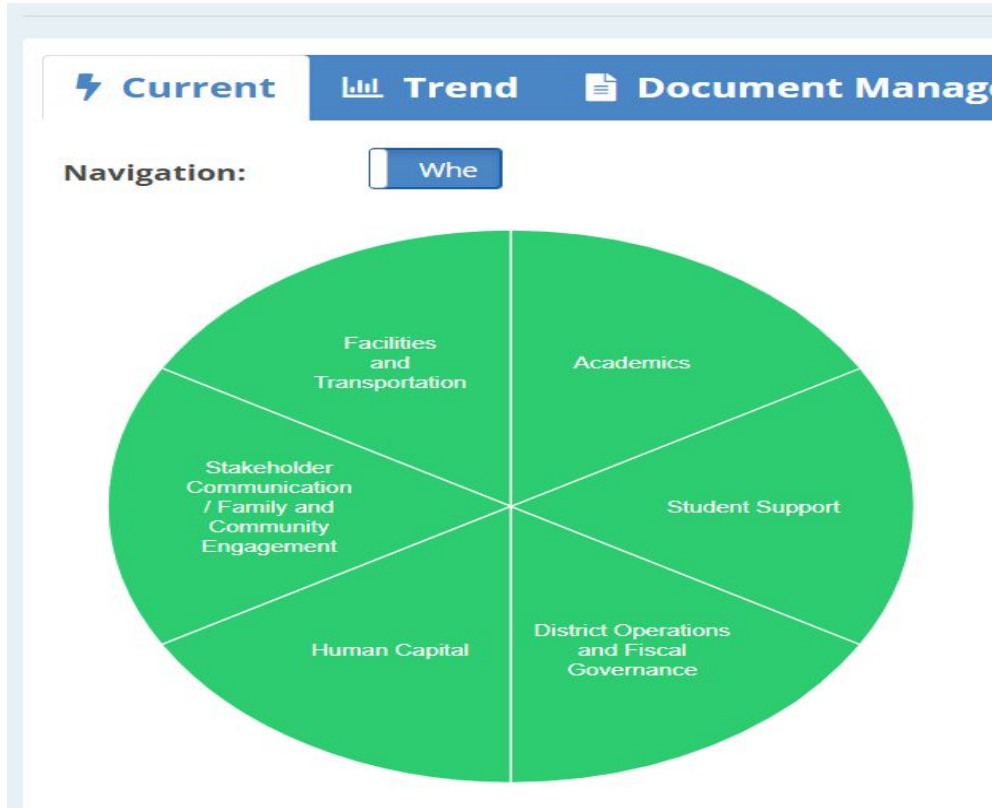 Current Trend Document Manag
Navigation: Whe
Facilities
and
Transportation
Academics
Stakeholder
Communication
/ Family and
Community
Engagement
Student Support
Human Capital
District Operations
and Fiscal
Governance